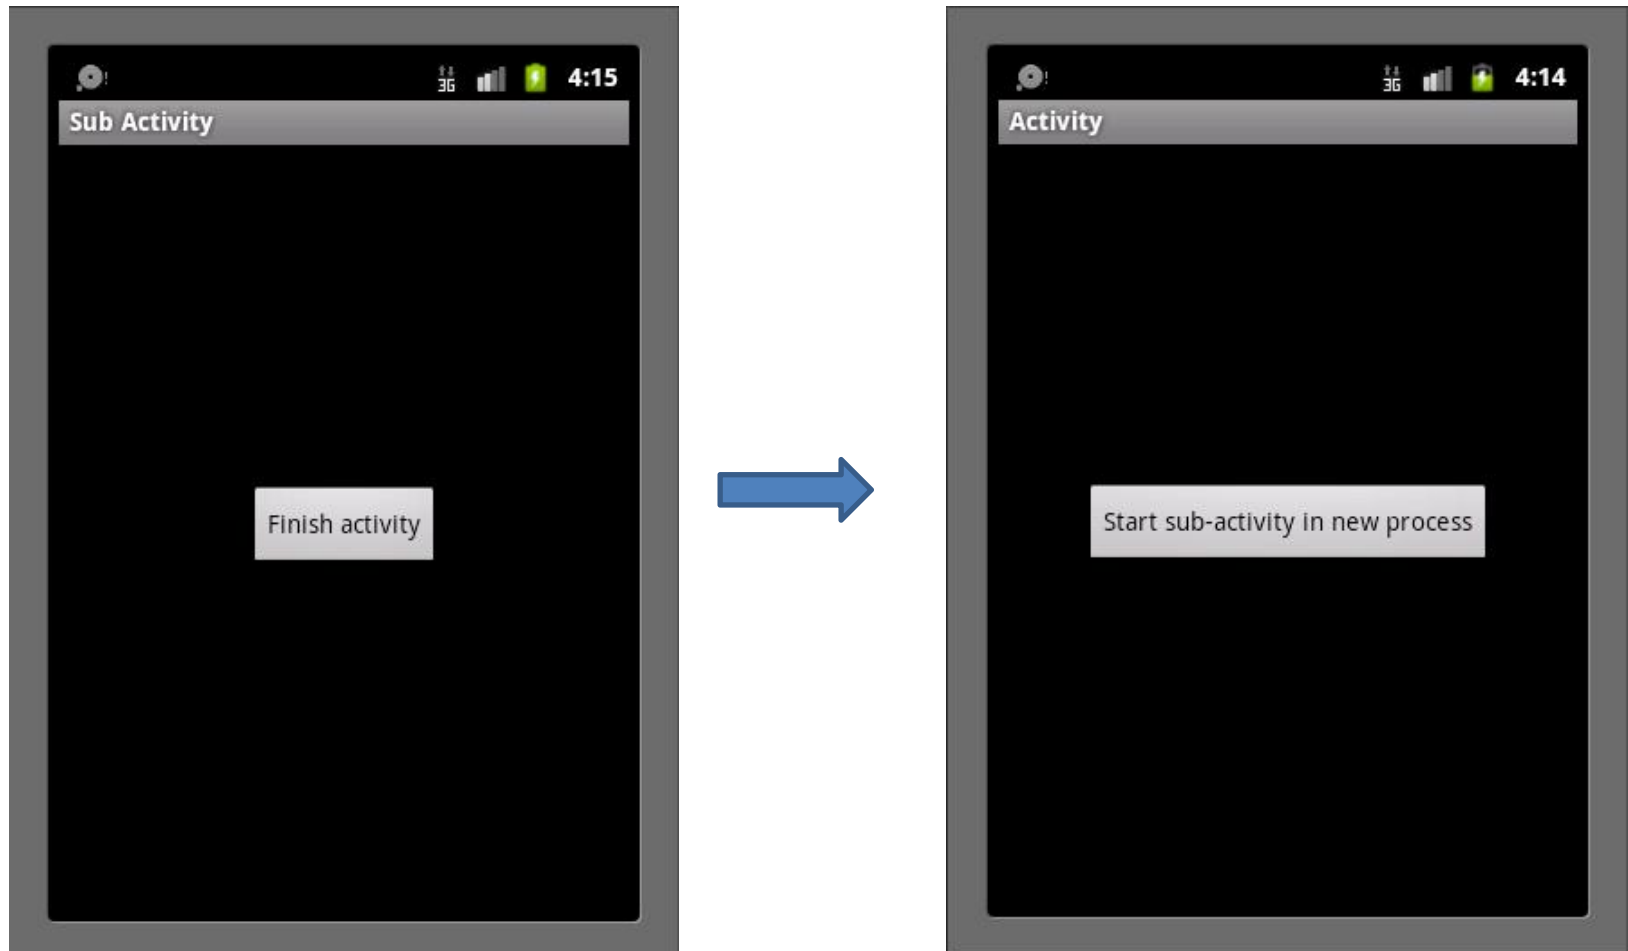 3G 4:15
Sub Activity
Finish activity
3G 4:14
Activity
Start sub-activity in new process